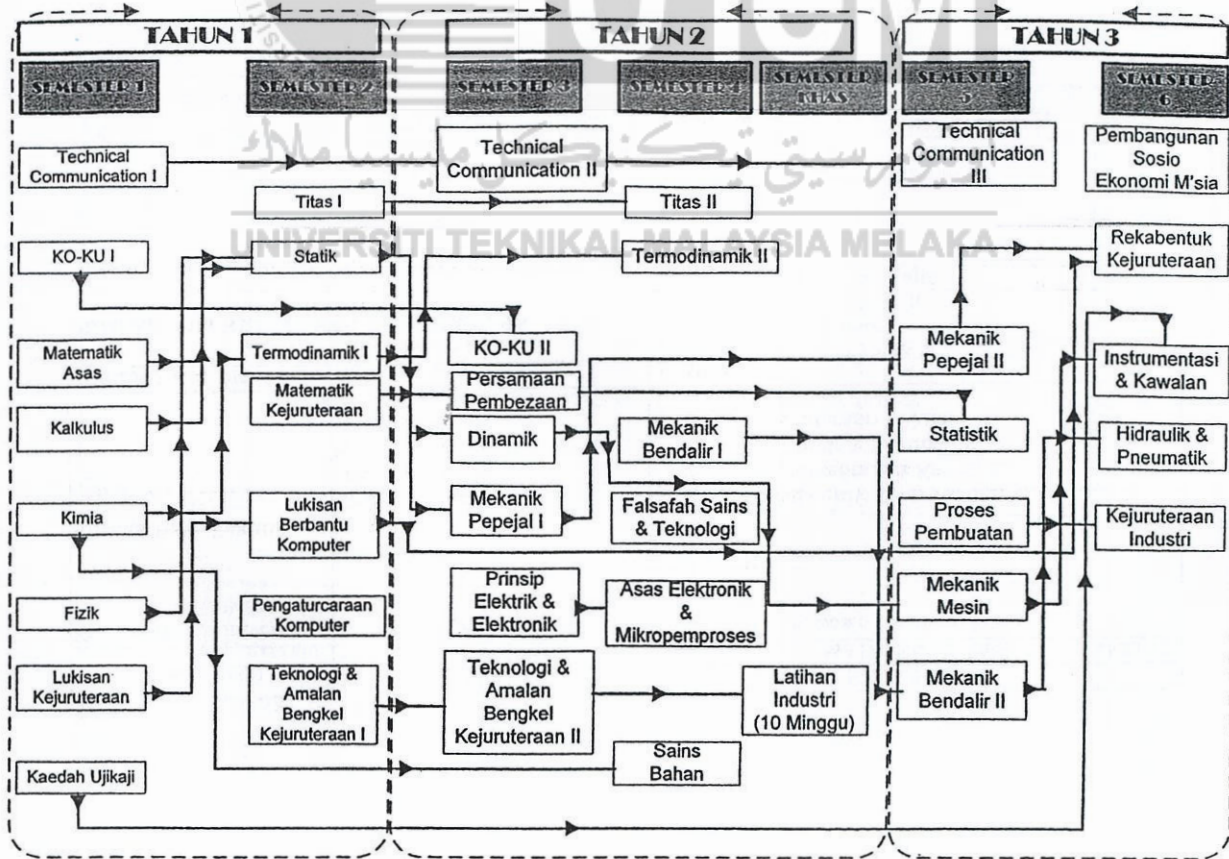 UTeM
TAHUN 1
TAHUN 2
TAHUN 3
SEMESTER 1
SEMESTER 2
SEMESTER 3
SEMESTER 4
SEMESTER
KHAS
SEMESTER
5
SEMESTER
6
اونيۏرسيتي تيكنيكل مليسيا ملاك
UNIVERSITI TEKNIKAL MALAYSIA MELAKA
Technical
Communication I
Technical
Communication II
Technical
Communication
III
Pembangunan
Sosio
Ekonomi M'sia
Titas I
Titas II
KO-KU I
Statik
Termodinamik II
Rekabentuk
Kejuruteraan
Matematik
Asas
Termodinamik I
KO-KU II
Mekanik
Pepejal II
Instrumentasi
& Kawalan
Matematik
Kejuruteraan
Persamaan
Pembezaan
Kalkulus
Dinamik
Mekanik
Bendalir I
Statistik
Hidraulik &
Pneumatik
Kimia
Lukisan
Berbantu
Komputer
Mekanik
Pepejal I
Falsafah Sains
& Teknologi
Proses
Pembuatan
Kejuruteraan
Industri
Fizik
Pengaturcaraan
Komputer
Prinsip
Elektrik &
Elektronik
Asas Elektronik
&
Mikropemproses
Mekanik
Mesin
Lukisan
Kejuruteraan
Teknologi &
Amalan
Bengkel
Kejuruteraan I
Teknologi &
Amalan
Bengkel
Kejuruteraan II
Latihan
Industri
(10 Minggu)
Mekanik
Bendalir II
Sains
Bahan
Kaedah Ujikaji